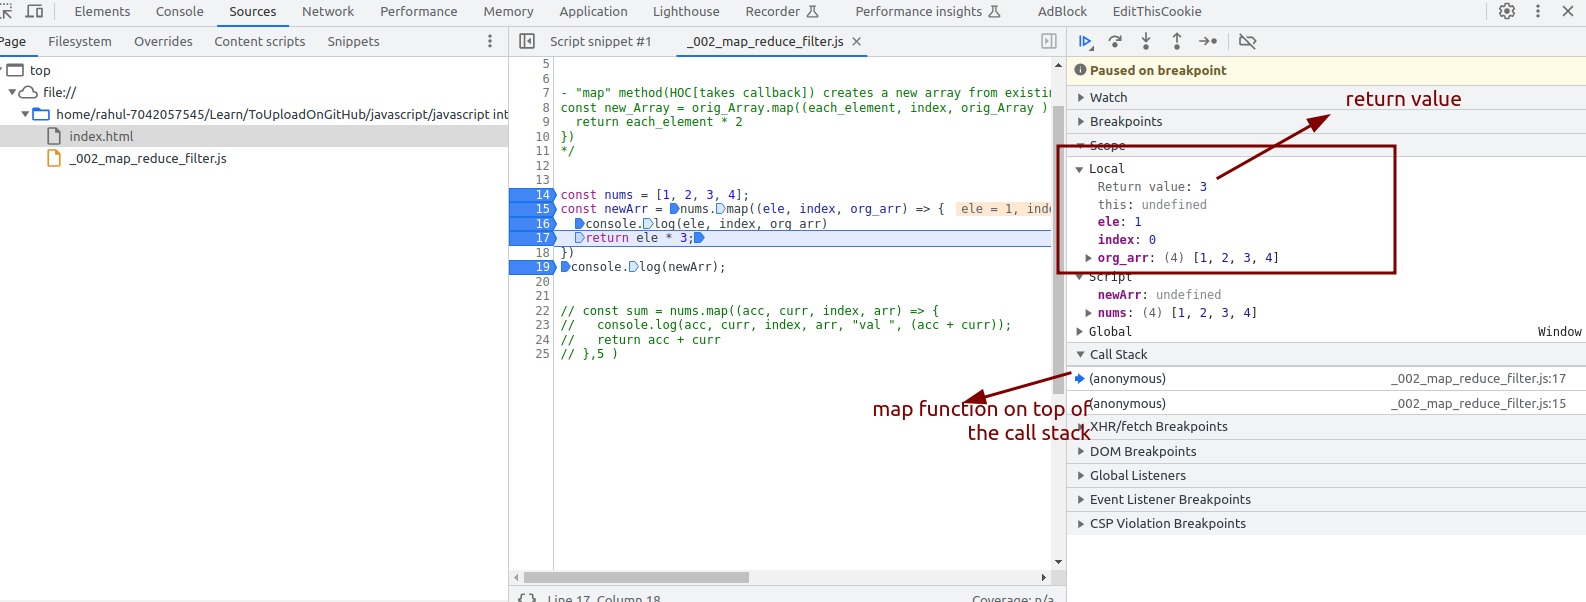 Elements Console Sources Network Performance Memory Application Lighthouse Recorder Performance insights AdBlock EditThisCookie
Page Filesystem Overrides Content scripts Snippets
Script snippet #1 _002_map_reduce_filter.js
top
file://
home/rahul-7042057545/Learn/ToUploadOnGitHub/javascript/javascript int
index.html
_002_map_reduce_filter.js
5
6
7 - "map" method(HOC[takes callback]) creates a new array from existin
8 const new_Array = orig_Array.map((each_element, index, orig_Array )
9 return each_element * 2
10 })
11 */
12
13
14 const nums = [1, 2, 3, 4];
15 const newArr = nums.map((ele, index, org_arr) => { ele = 1, inde
16 console.log(ele, index, org_arr)
17 return ele * 3;
18 })
19 console.log(newArr);
20
21
22 // const sum = nums.map((acc, curr, index, arr) => {
23 // console.log(acc, curr, index, arr, "val ", (acc + curr));
24 // return acc + curr
25 // },5 )
map function on top of
the call stack
{ } Line 17, Column 18 Coverage: n/a
Paused on breakpoint
Watch
return value
Breakpoints
Scope
Local
Return value: 3
this: undefined
ele: 1
index: 0
org_arr: (4) [1, 2, 3, 4]
Script
newArr: undefined
nums: (4) [1, 2, 3, 4]
Global Window
Call Stack
(anonymous) _002_map_reduce_filter.js:17
(anonymous) _002_map_reduce_filter.js:15
XHR/fetch Breakpoints
DOM Breakpoints
Global Listeners
Event Listener Breakpoints
CSP Violation Breakpoints